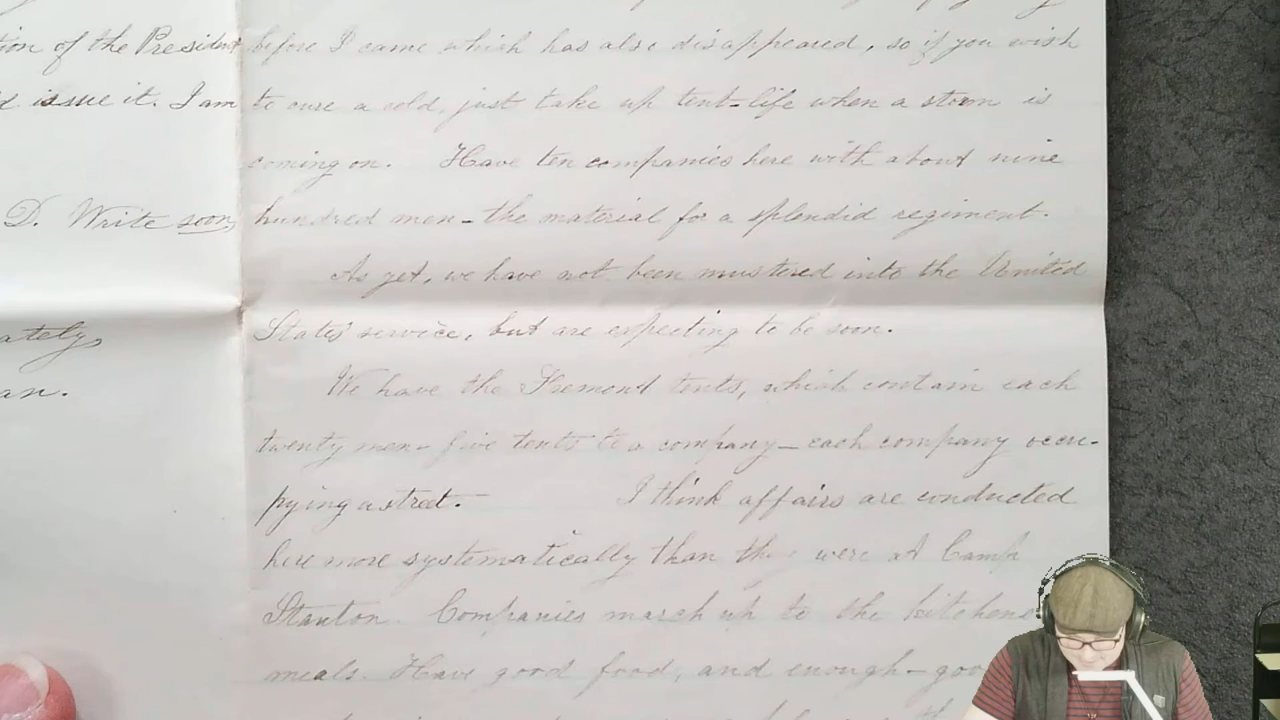 tion of the President
d issue it. I am
D. Write soon,
ately,
an.
before I came which has also disappeared, so if you wish
to cure a cold, just take up tent-life when a storm is
coming on. Have ten companies here with about nine
hundred men - the material for a splendid regiment.
As yet, we have not been mustered into the United
States' service, but are expecting to be soon.
We have the Fremont tents, which contain each
twenty men - five tents to a company - each company occu-
pying a street. I think affairs are conducted
here more systematically than they were at Camp
Stanton. Companies march up to the kitchens
meals. Have good food, and enough - goo